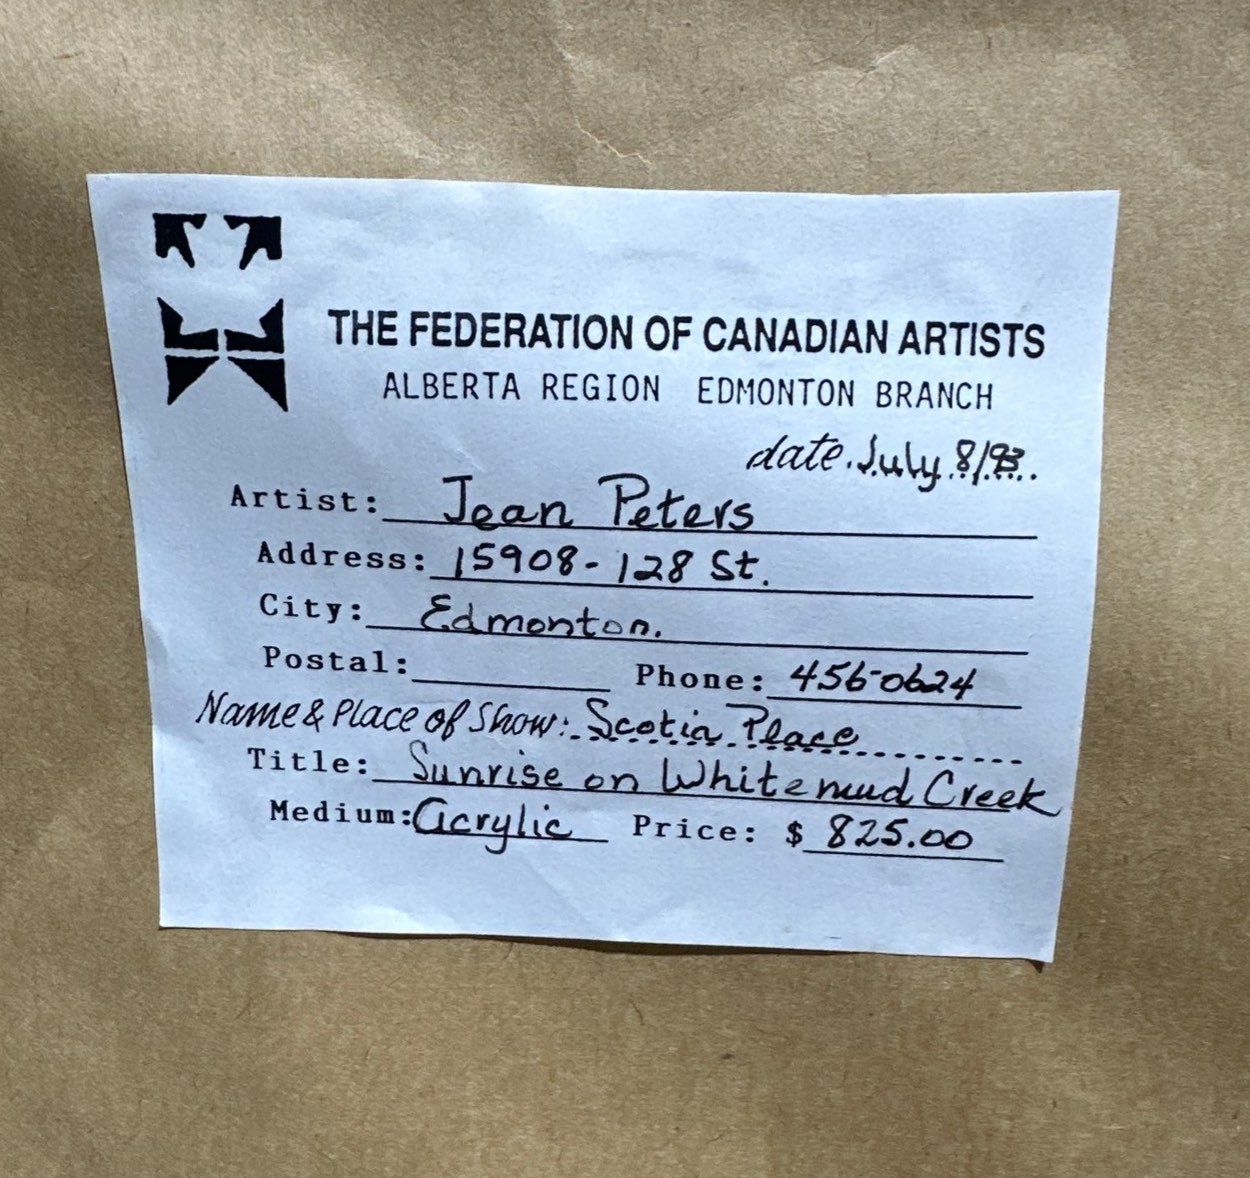 THE FEDERATION OF CANADIAN ARTISTS
ALBERTA REGION EDMONTON BRANCH
date. July 8/93.
Artist: Jean Peters
Address: 15908-128 St.
City: Edmonton.
Postal: Phone: 456-0624
Name & Place of Show: Scotia Place
Title: Sunrise on Whitemud Creek
Medium: Acrylic Price: $ 825.00